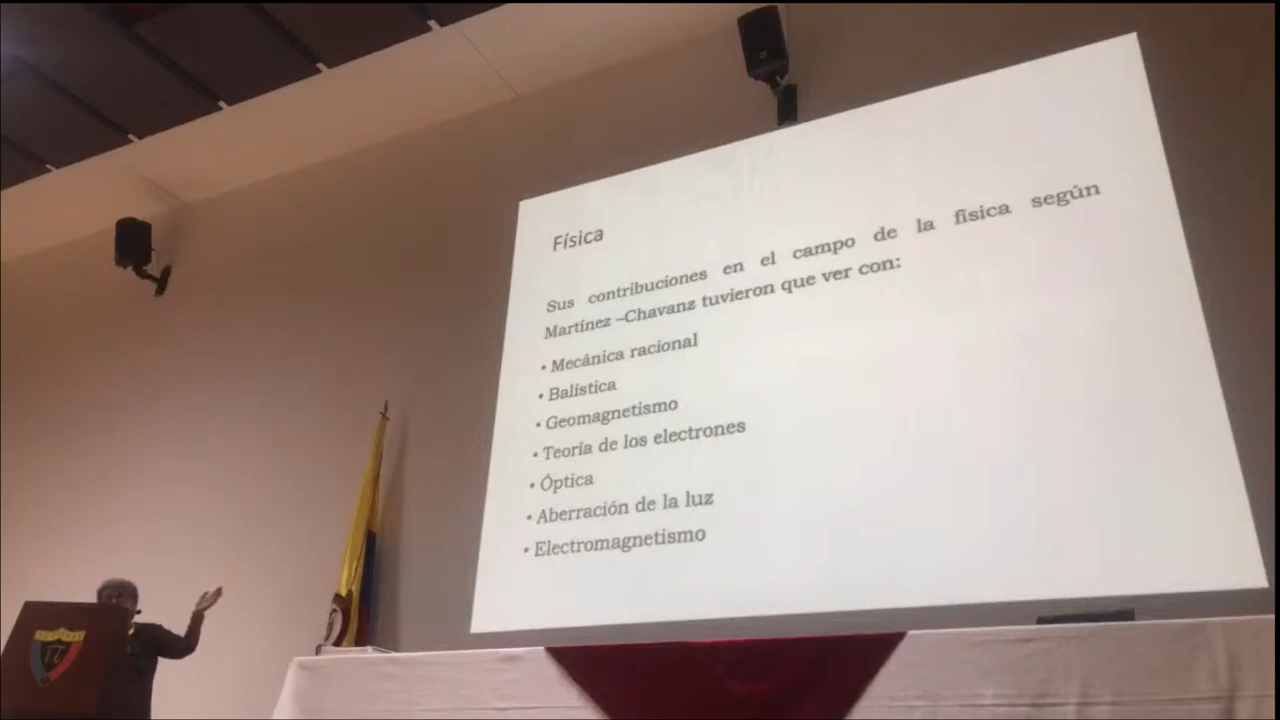 Física
Sus contribuciones en el campo de la física según
Martínez –Chavanz tuvieron que ver con:
• Mecánica racional
• Balística
• Geomagnetismo
• Teoría de los electrones
• Óptica
• Aberración de la luz
• Electromagnetismo
π